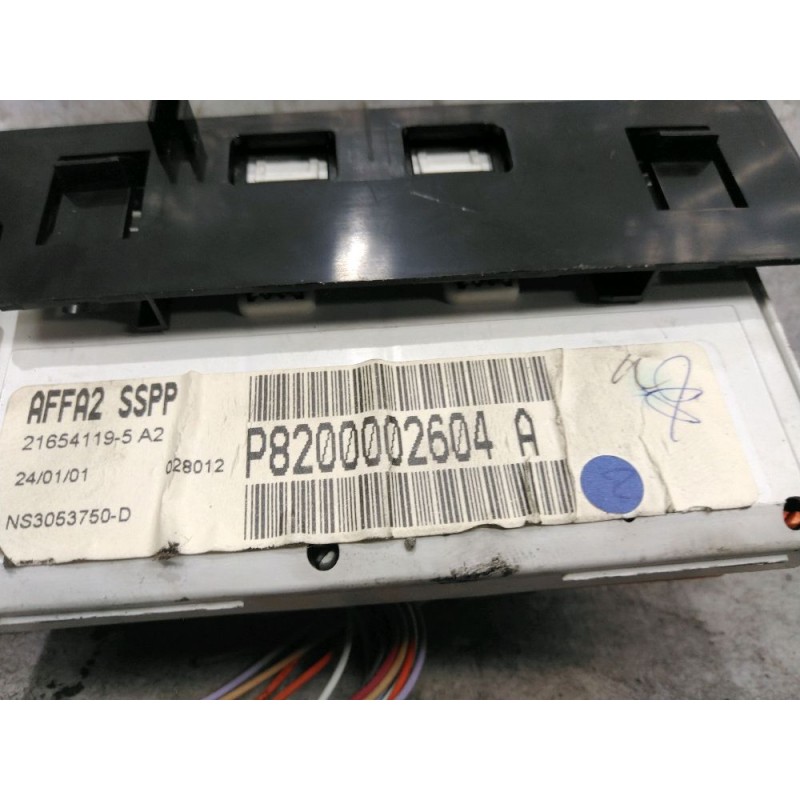 AFFA2 SSPP
21654119-5 A2
24/01/01
028012
NS3053750-D
P8200002604 A